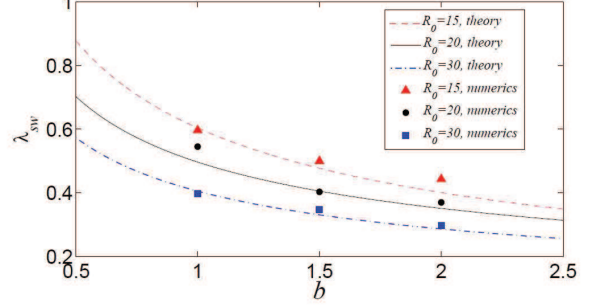 1
0.8
0.6
0.4
0.2
λsw
0.5
1
1.5
2
2.5
b
R0=15, theory
R0=20, theory
R0=30, theory
R0=15, numerics
R0=20, numerics
R0=30, numerics